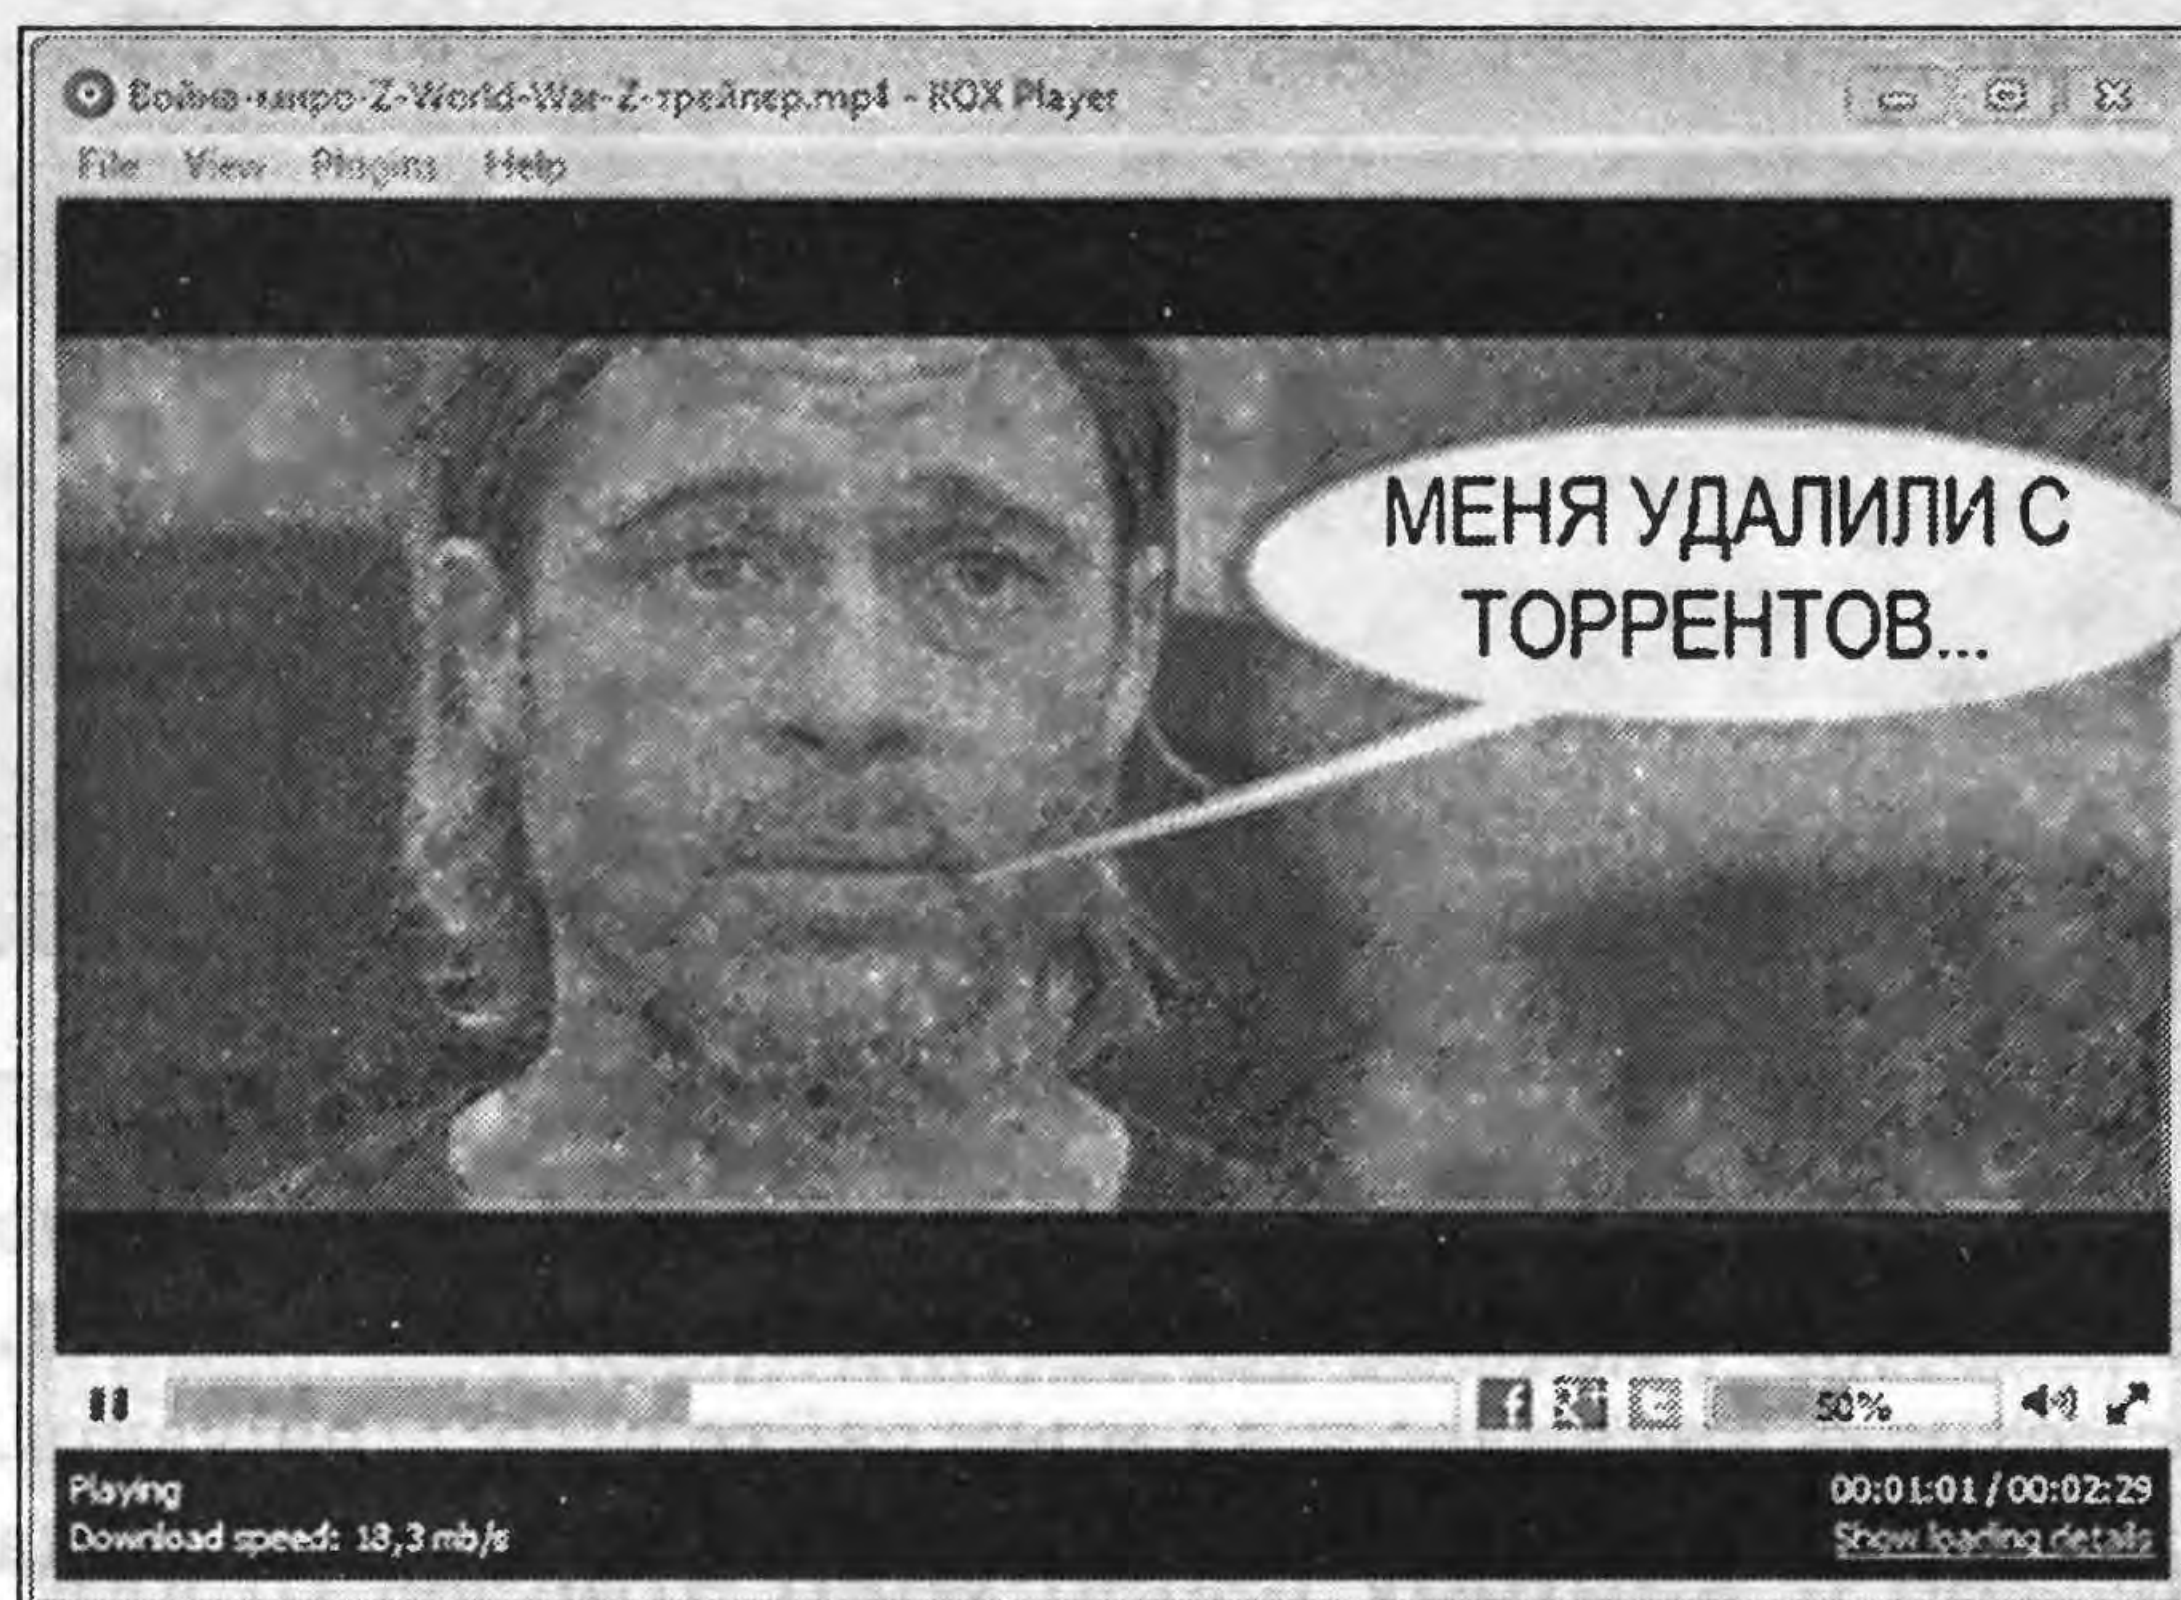 Война-миро-Z-World-War-Z-трейлер.mp4 - ROX Player
File View Plugins Help
МЕНЯ УДАЛИЛИ С
ТОРРЕНТОВ...
50%
Playing
00:01:01 / 00:02:29
Download speed: 18,3 mb/s
Show loading details